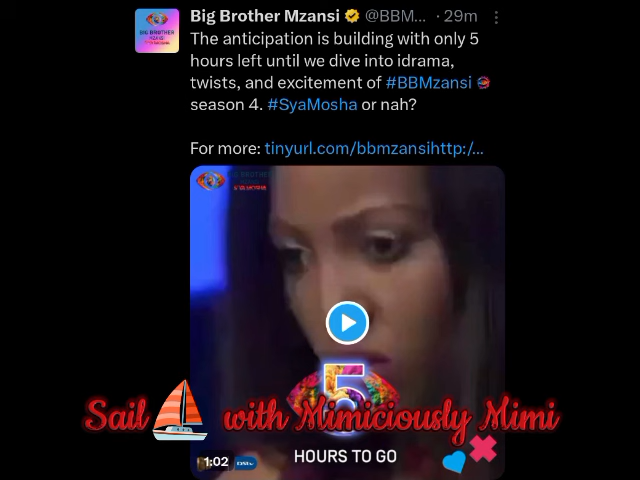 Big Brother Mzansi @BBM... · 29m
The anticipation is building with only 5
hours left until we dive into idrama,
twists, and excitement of #BBMzansi
season 4. #SyaMosha or nah?
For more: tinyurl.com/bbmzansihttp:/...
5
Sail with Mimiciously Mimi
HOURS TO GO
1:02 DStv